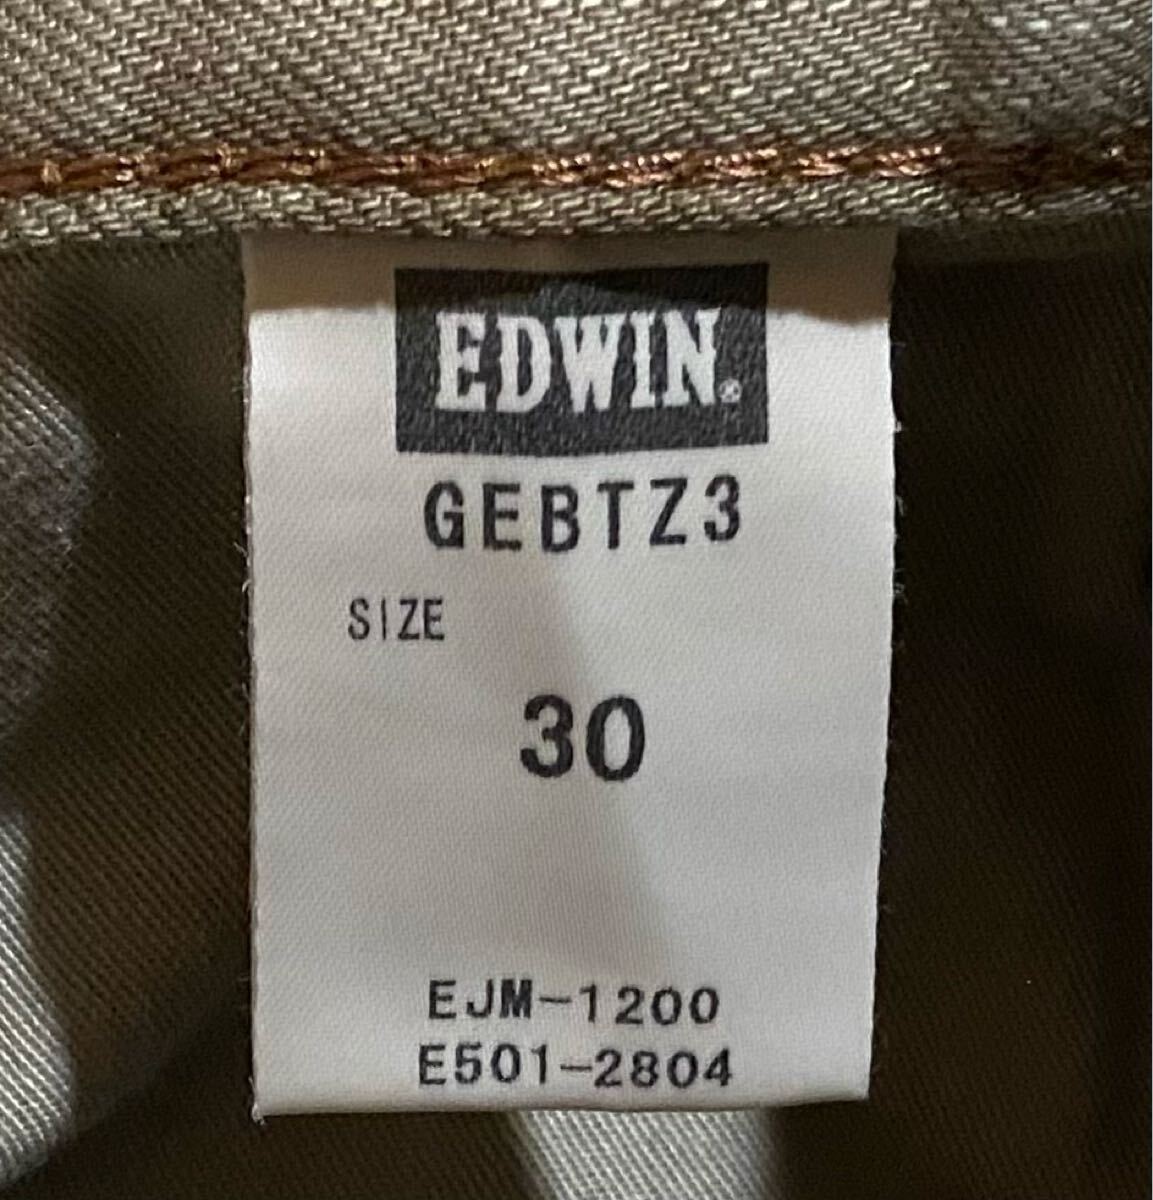 EDWIN®
GEBTZ3
SIZE
30
EJM-1200
E501-2804